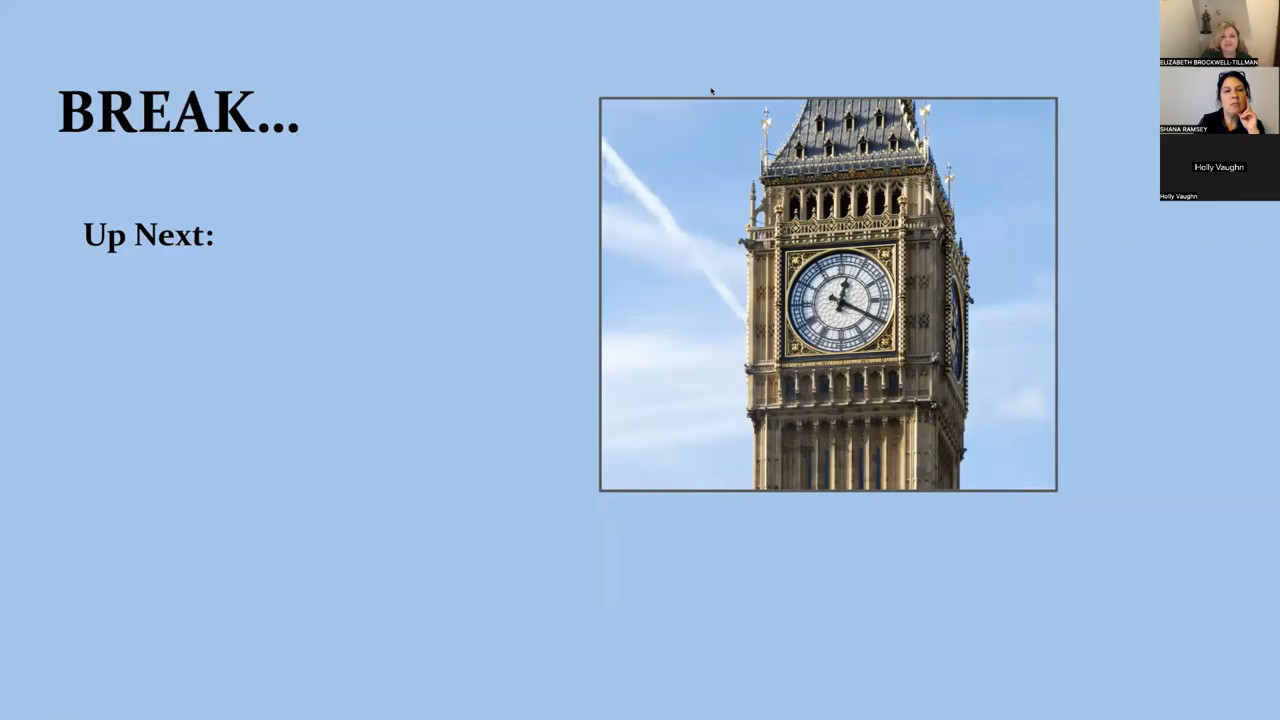 BREAK...
Up Next:
ELIZABETH BROCKWELL-TILLMAN
SHANA RAMSEY
Holly Vaughn
Holly Vaughn